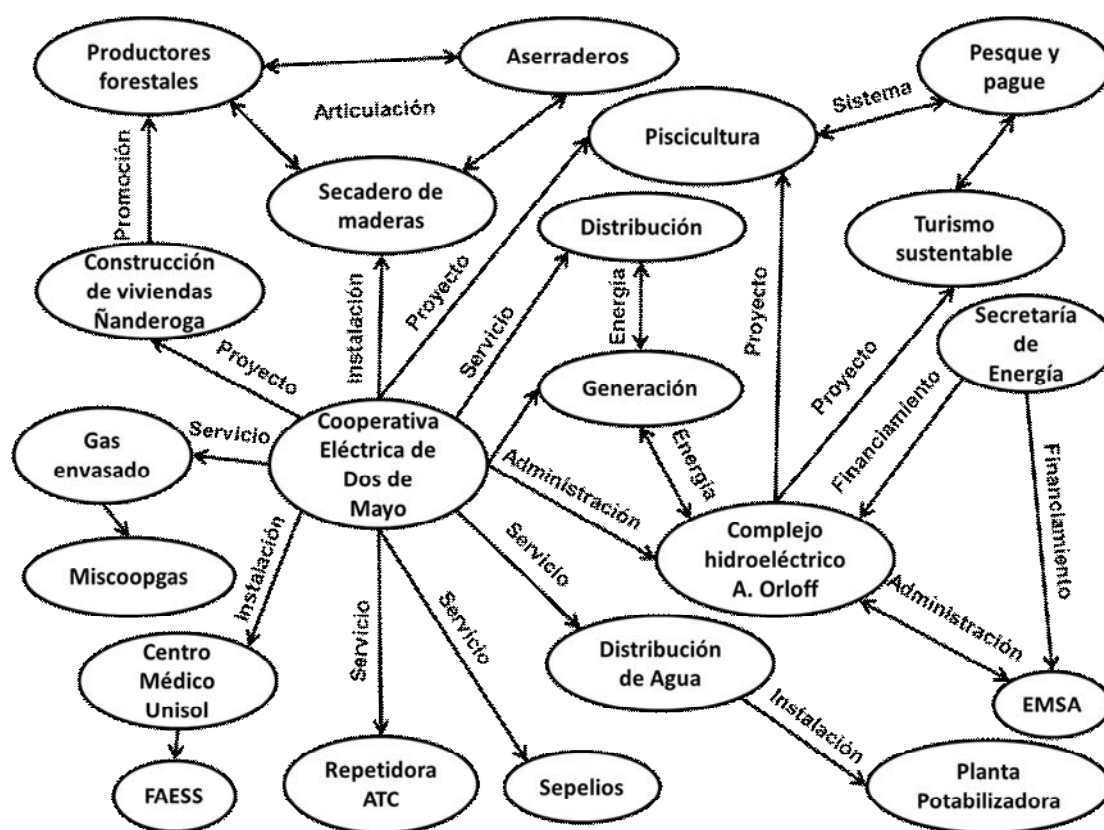 Productores
forestales
Aserraderos
Pesque y
pague
Sistema
Articulación
Piscicultura
Promoción
Secadero de
maderas
Distribución
Turismo
sustentable
Construcción
de viviendas
Ñanderoga
Instalación
Proyecto
Servicio
Energía
Proyecto
Proyecto
Secretaría
de
Energía
Proyecto
Generación
Financiamiento
Financiamiento
Gas
envasado
Servicio
Cooperativa
Eléctrica de
Dos de
Mayo
Administración
Energía
Complejo
hidroeléctrico
A. Orloff
Miscoopgas
Instalación
Servicio
Servicio
Servicio
Administración
Centro
Médico
Unisol
Distribución
de Agua
EMSA
Instalación
FAESS
Repetidora
ATC
Sepelios
Planta
Potabilizadora